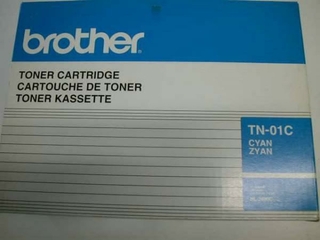 brother
TONER CARTRIDGE
CARTOUCHE DE TONER
TONER KASSETTE
TN-01C
CYAN
ZYAN